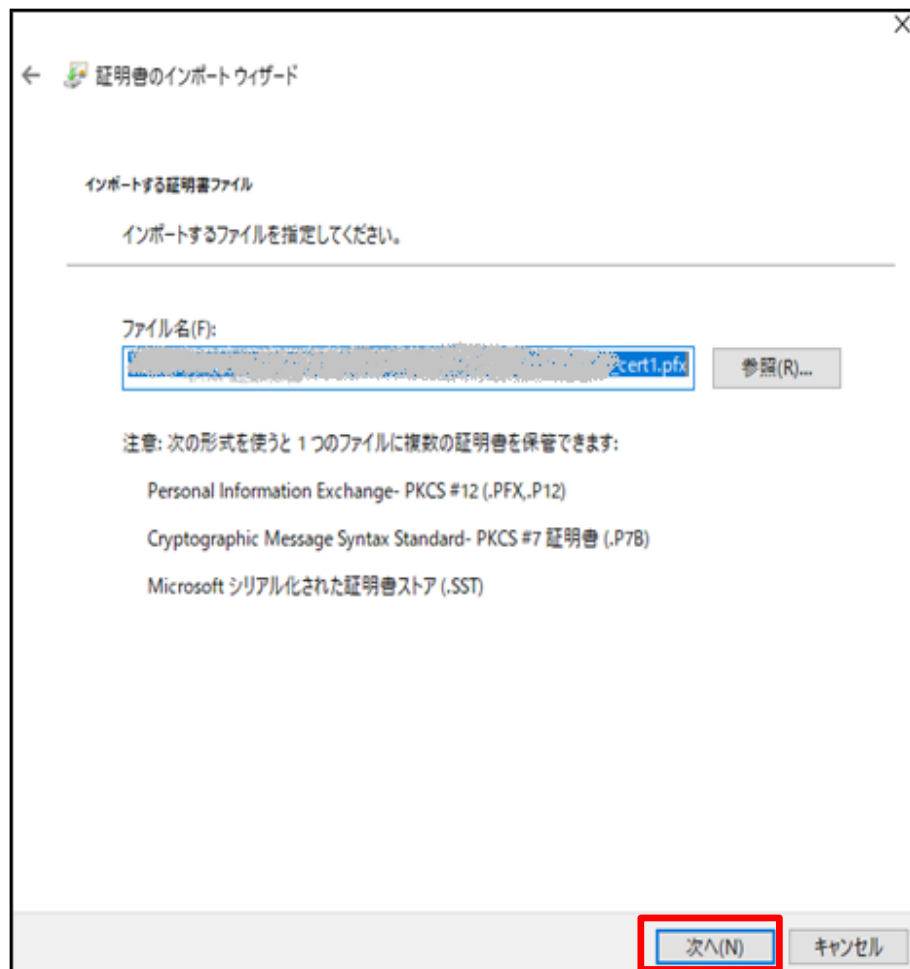 証明書のインポート ウィザード
インポートする証明書ファイル
インポートするファイルを指定してください。
ファイル名(F):
cert1.pfx
参照(R)...
注意: 次の形式を使うと 1 つのファイルに複数の証明書を保管できます:
Personal Information Exchange- PKCS #12 (.PFX,.P12)
Cryptographic Message Syntax Standard- PKCS #7 証明書 (.P7B)
Microsoft シリアル化された証明書ストア (.SST)
次へ(N)
キャンセル